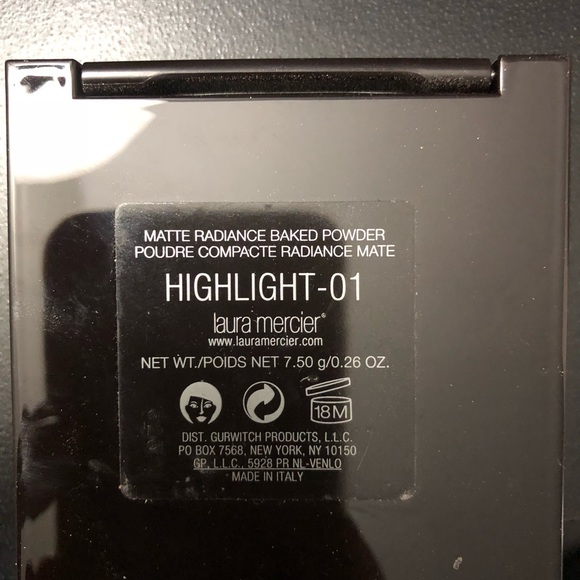 MATTE RADIANCE BAKED POWDER
POUDRE COMPACTE RADIANCE MATE
HIGHLIGHT-01
laura mercier®
www.lauramercier.com
NET WT./POIDS NET 7.50 g/0.26 OZ.
18M
DIST. GURWITCH PRODUCTS, L.L.C.
PO BOX 7568, NEW YORK, NY 10150
GP, L.L.C., 5928 PR NL-VENLO
MADE IN ITALY